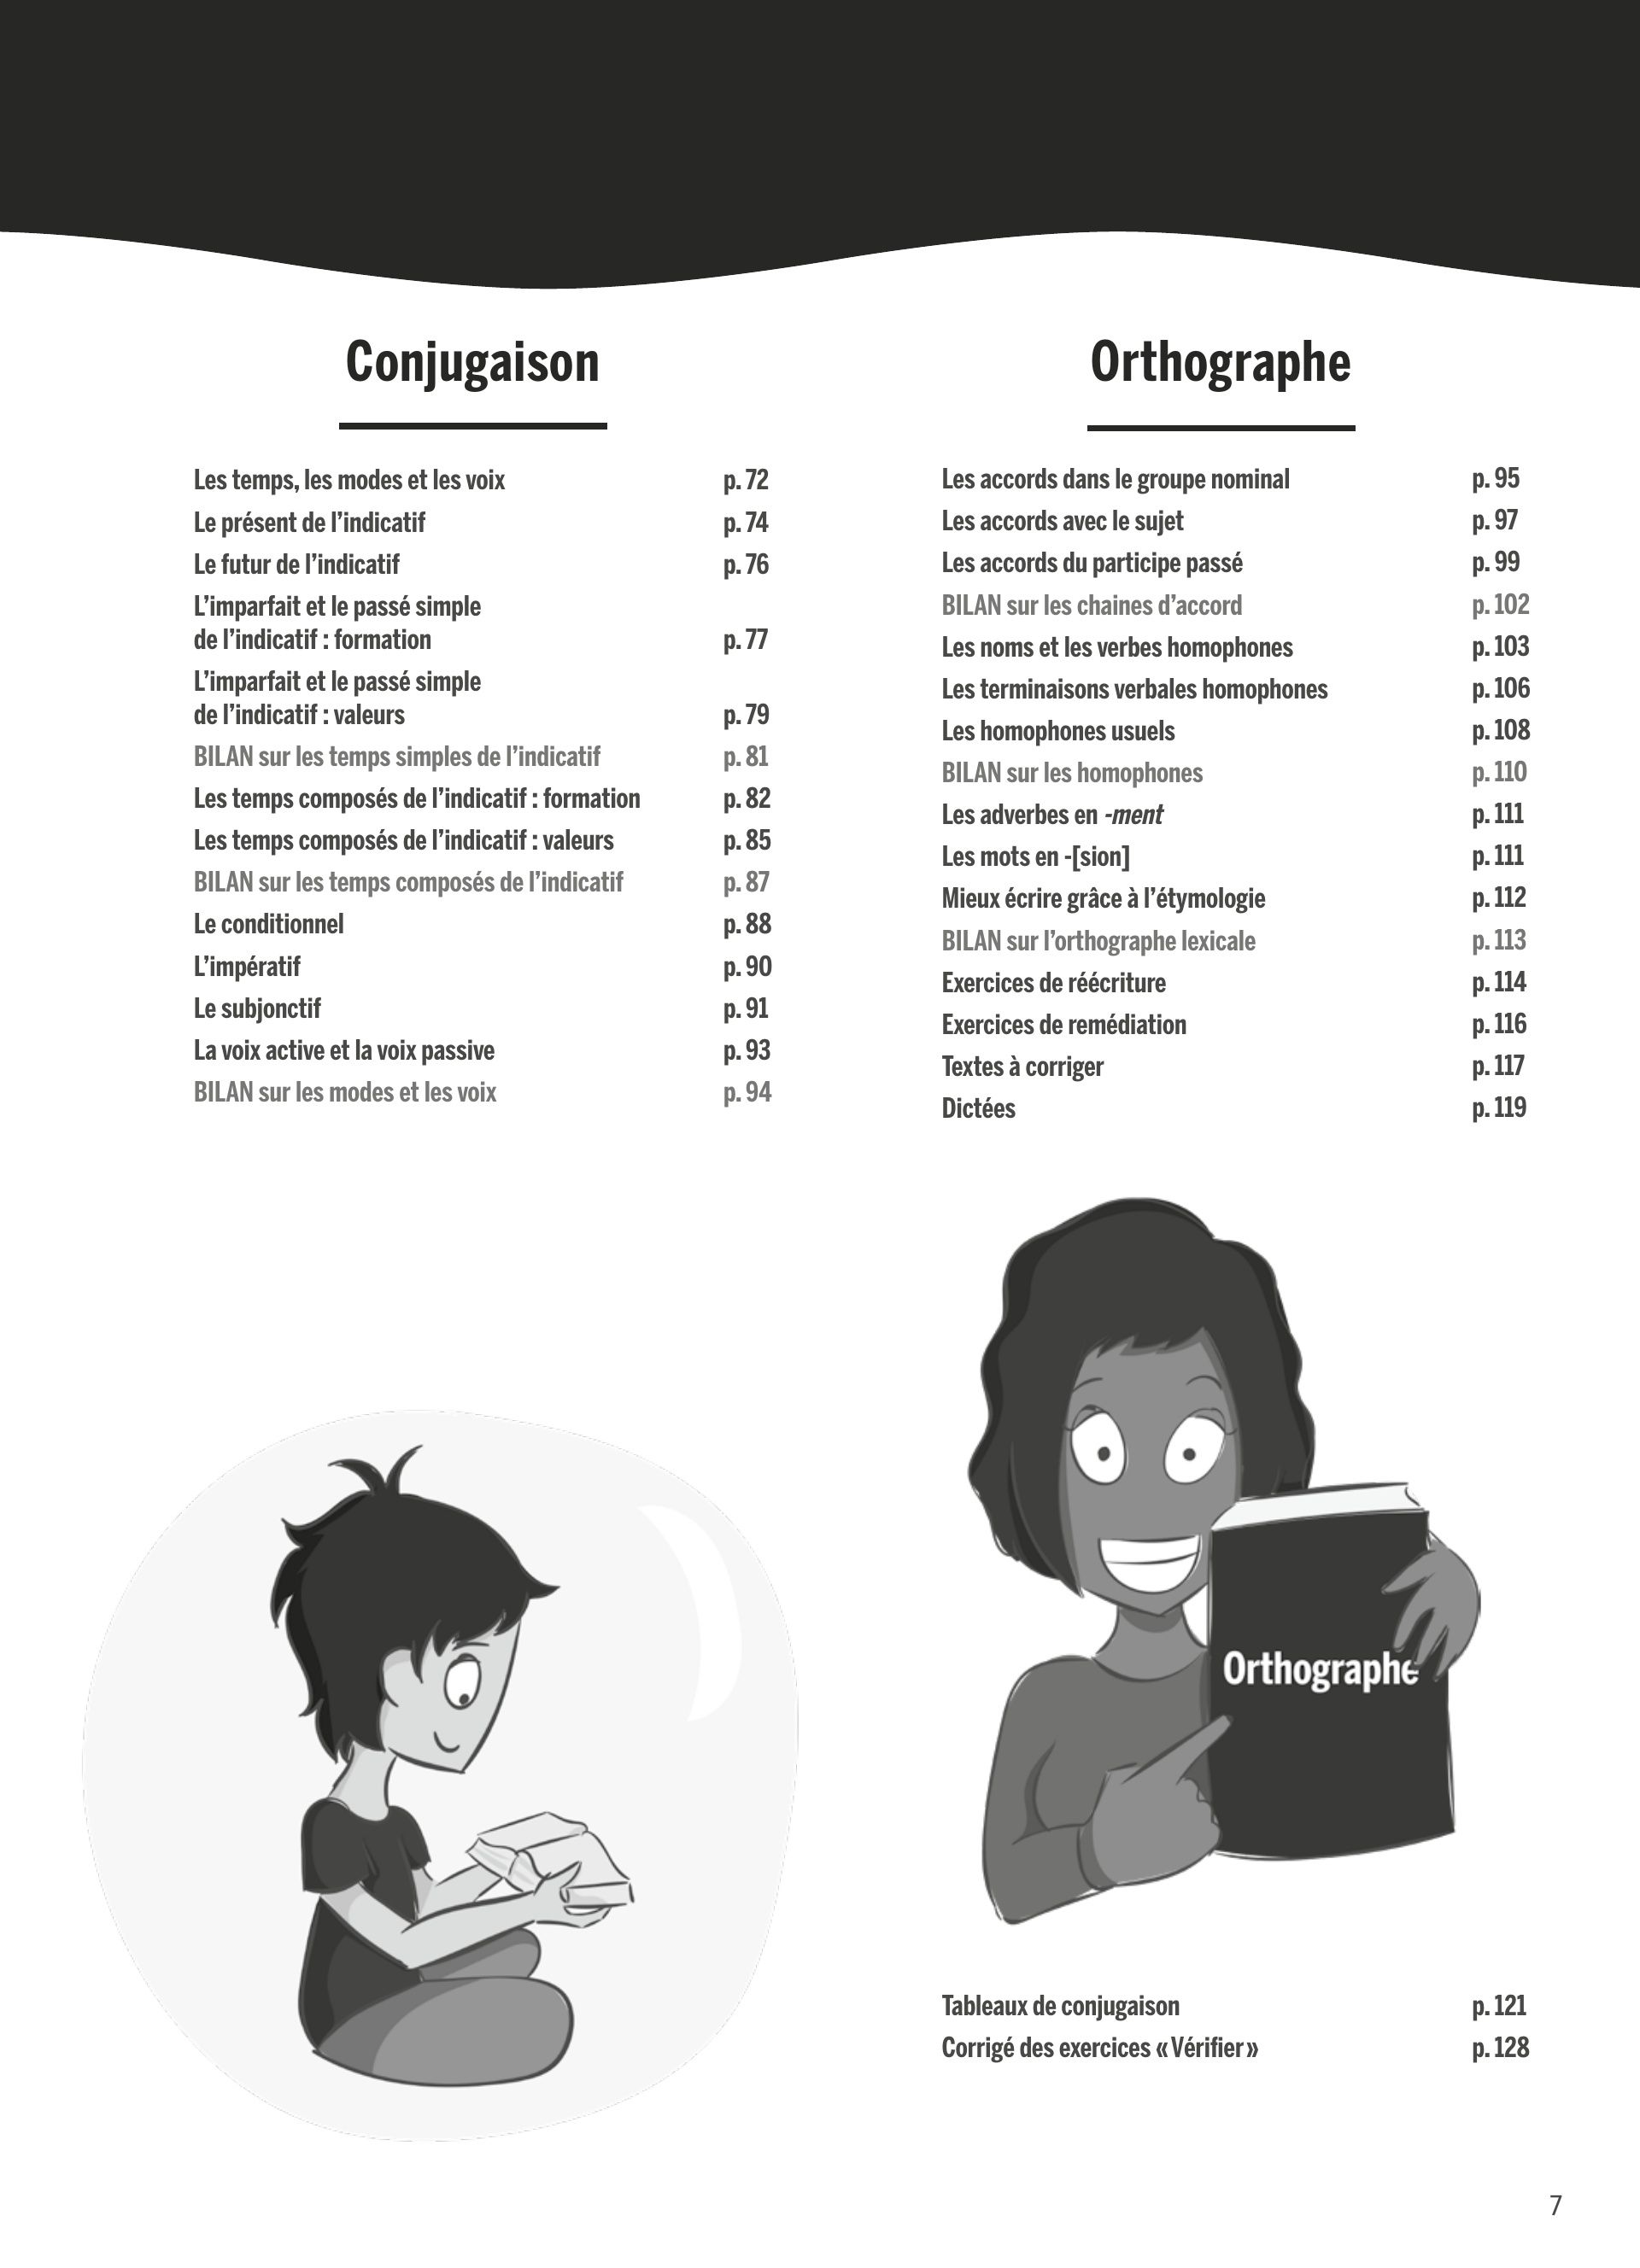 Conjugaison
Les temps, les modes et les voix p. 72
Le présent de l’indicatif p. 74
Le futur de l’indicatif p. 76
L’imparfait et le passé simple
de l’indicatif : formation p. 77
L’imparfait et le passé simple
de l’indicatif : valeurs p. 79
BILAN sur les temps simples de l’indicatif p. 81
Les temps composés de l’indicatif : formation p. 82
Les temps composés de l’indicatif : valeurs p. 85
BILAN sur les temps composés de l’indicatif p. 87
Le conditionnel p. 88
L’impératif p. 90
Le subjonctif p. 91
La voix active et la voix passive p. 93
BILAN sur les modes et les voix p. 94
Orthographe
Les accords dans le groupe nominal p. 95
Les accords avec le sujet p. 97
Les accords du participe passé p. 99
BILAN sur les chaines d’accord p. 102
Les noms et les verbes homophones p. 103
Les terminaisons verbales homophones p. 106
Les homophones usuels p. 108
BILAN sur les homophones p. 110
Les adverbes en -ment p. 111
Les mots en -[sion] p. 111
Mieux écrire grâce à l’étymologie p. 112
BILAN sur l’orthographe lexicale p. 113
Exercices de réécriture p. 114
Exercices de remédiation p. 116
Textes à corriger p. 117
Dictées p. 119
Orthographe
Tableaux de conjugaison p. 121
Corrigé des exercices « Vérifier » p. 128
7